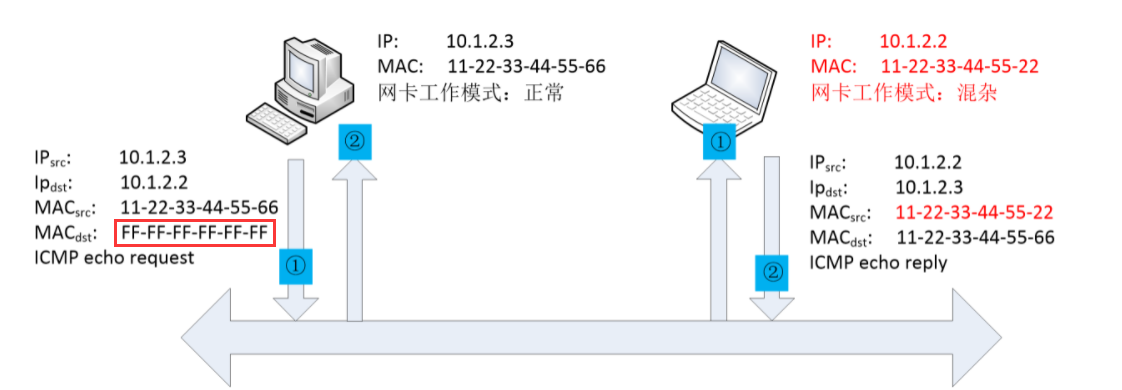 IP: 10.1.2.3
MAC: 11-22-33-44-55-66
网卡工作模式：正常
IP: 10.1.2.2
MAC: 11-22-33-44-55-22
网卡工作模式：混杂
②
①
IPsrc: 10.1.2.3
Ipdst: 10.1.2.2
MACsrc: 11-22-33-44-55-66
MACdst: FF-FF-FF-FF-FF-FF
ICMP echo request
①
IPsrc: 10.1.2.2
Ipdst: 10.1.2.3
MACsrc: 11-22-33-44-55-22
MACdst: 11-22-33-44-55-66
ICMP echo reply
②